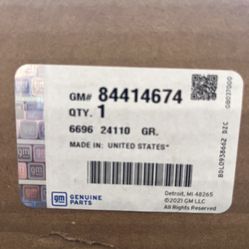 GM# 84414674
QTY. 1
6696 24110 GR.
MADE IN: UNITED STATES*
gm GENUINE PARTS
Detroit, MI 48265
©2021 GM LLC
All Rights Reserved